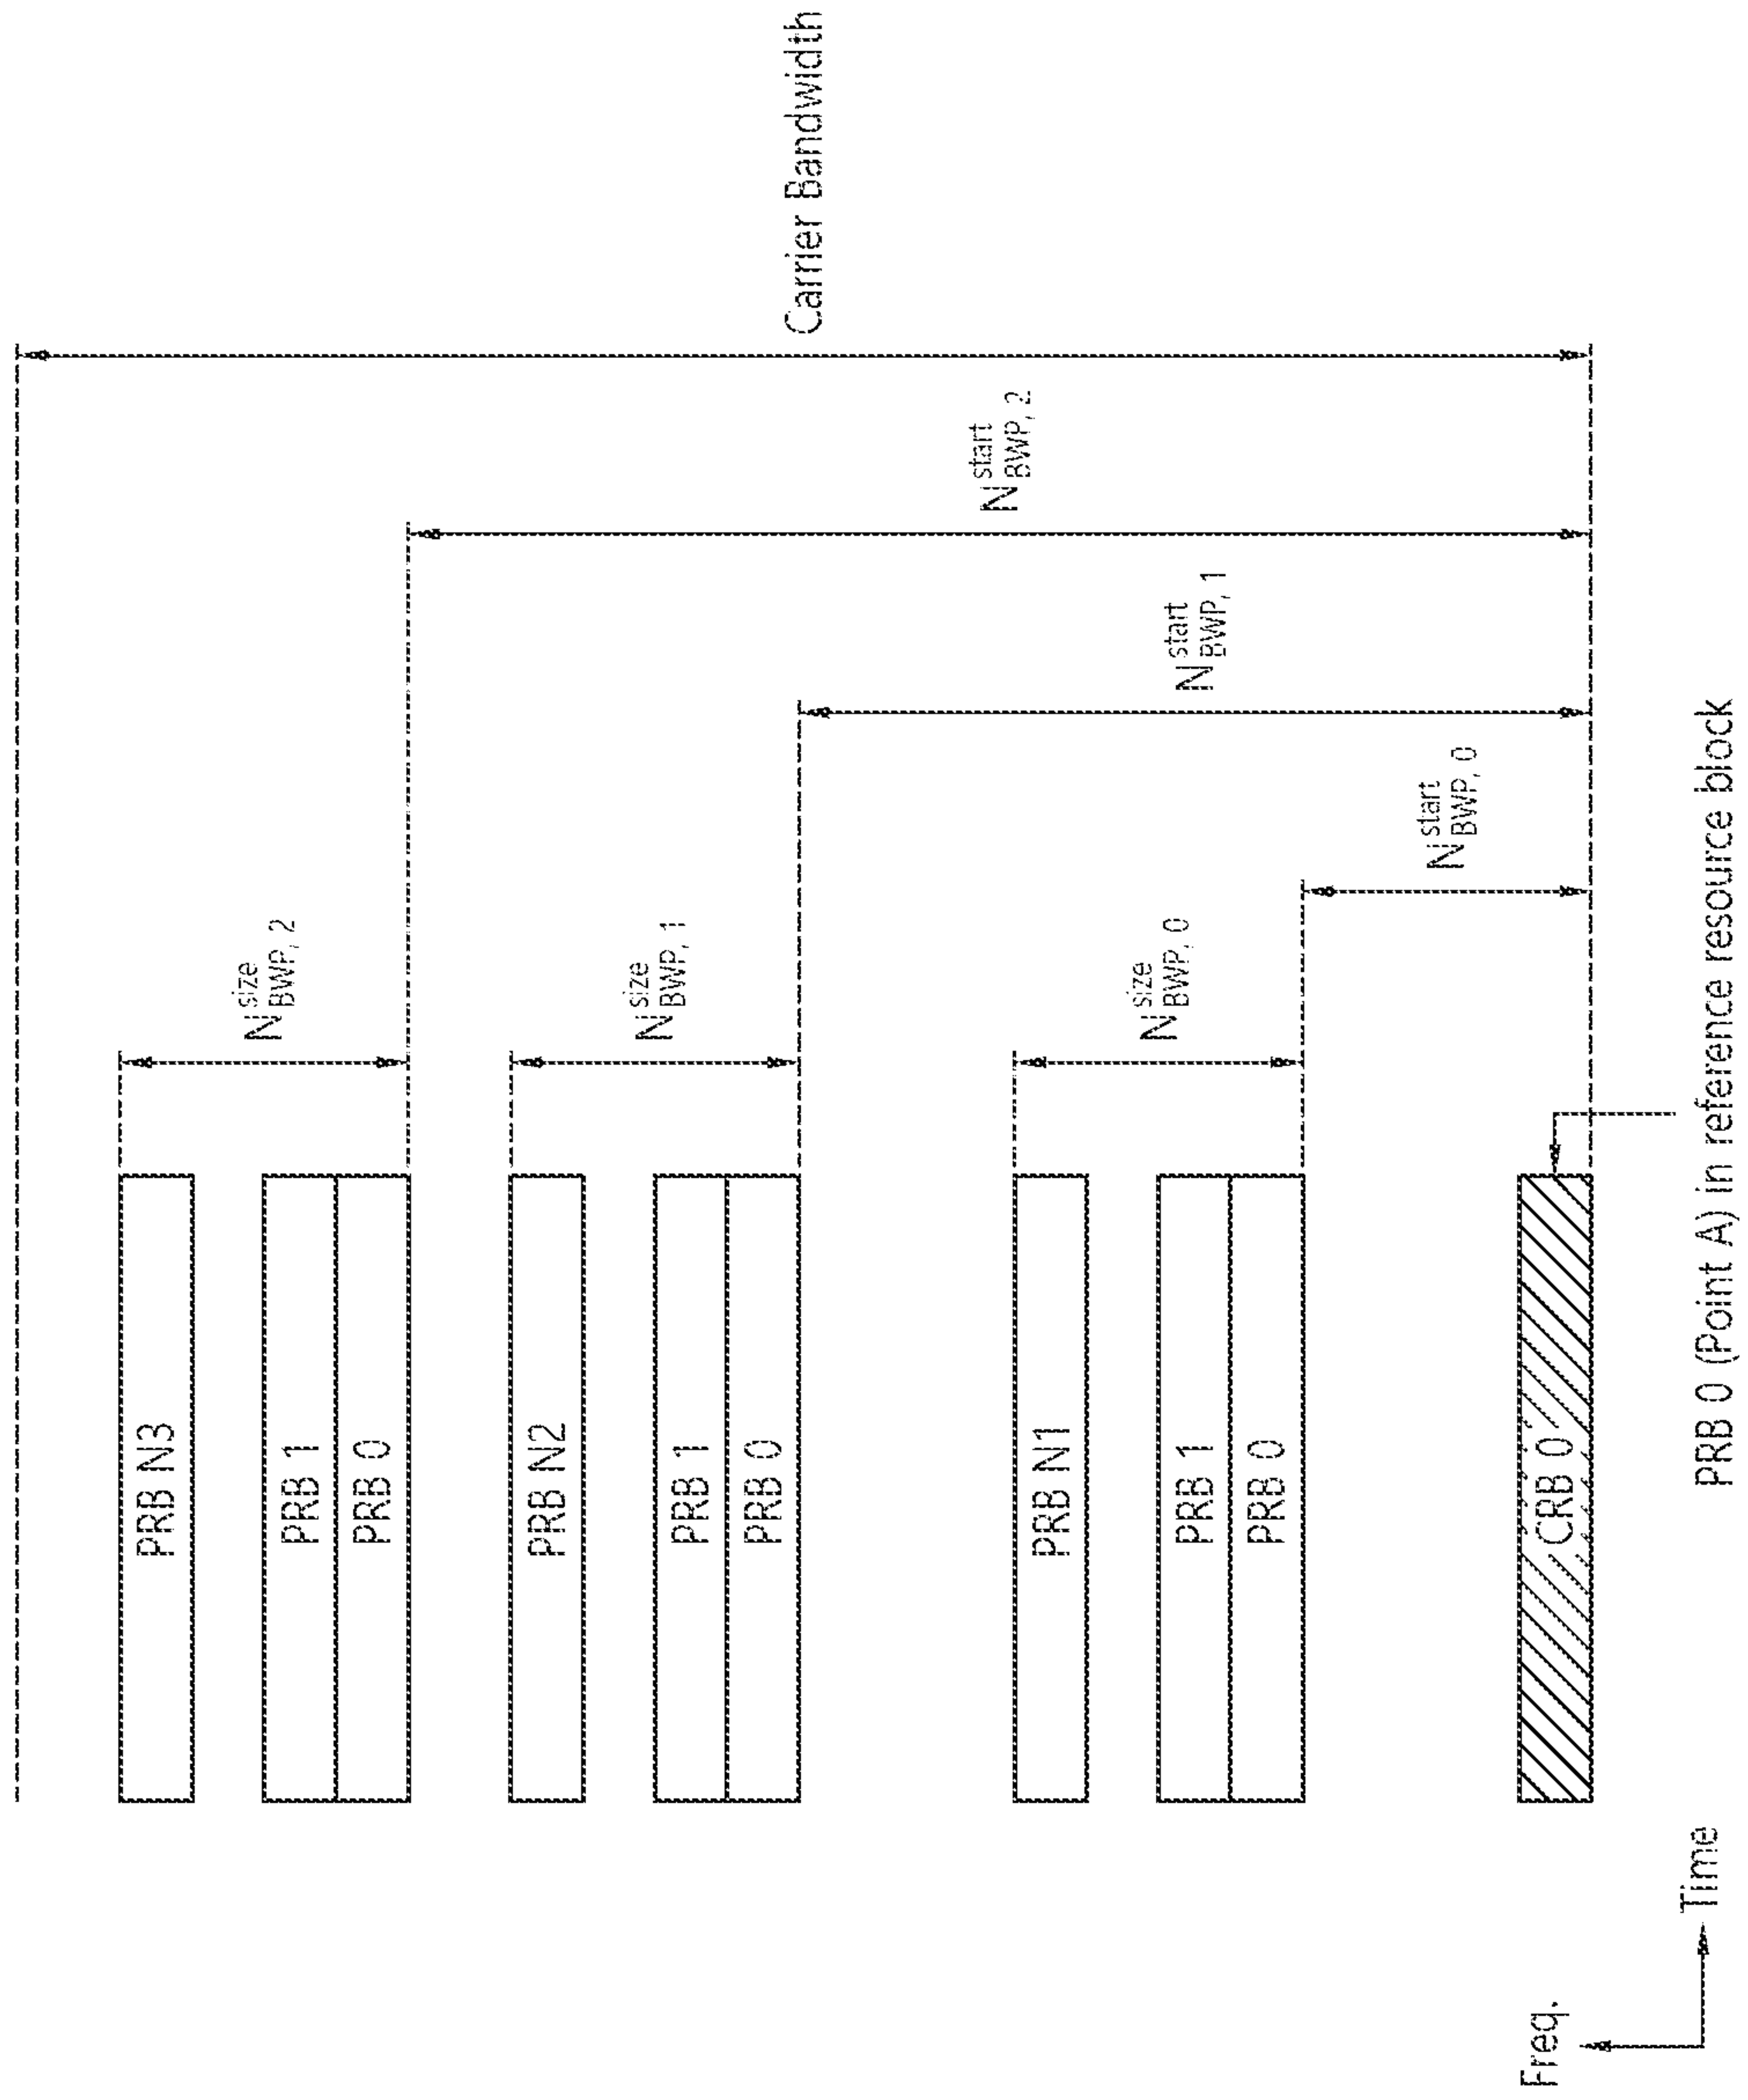 Carrier Bandwidth
N^start_BWP, 2
N^start_BWP, 1
N^start_BWP, 0
N^size_BWP, 2
N^size_BWP, 1
N^size_BWP, 0
PRB N3
PRB 1
PRB 0
PRB N2
PRB 1
PRB 0
PRB N1
PRB 1
PRB 0
CRB 0
PRB 0 (Point A) in reference resource block
Freq.
Time